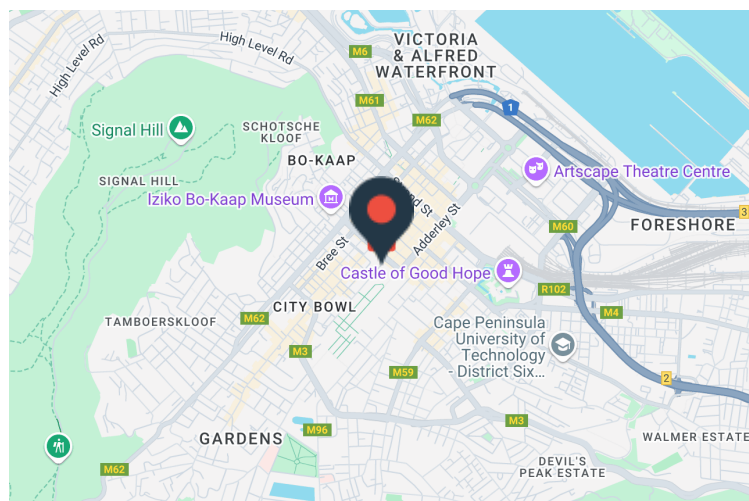 High Level Rd
High Level Rd
M6
VICTORIA
& ALFRED
WATERFRONT
M61
1
M62
Signal Hill
SCHOTSCHE
KLOOF
BO-KAAP
Artscape Theatre Centre
SIGNAL HILL
Iziko Bo-Kaap Museum
Adderley St
3
M60
FORESHORE
Bree St
Castle of Good Hope
R102
CITY BOWL
M62
M4
TAMBOERSKLOOF
Cape Peninsula
University of
Technology
- District Six...
M3
M59
2
M3
M96
GARDENS
WALMER ESTATE
M62
DEVIL'S
PEAK ESTATE